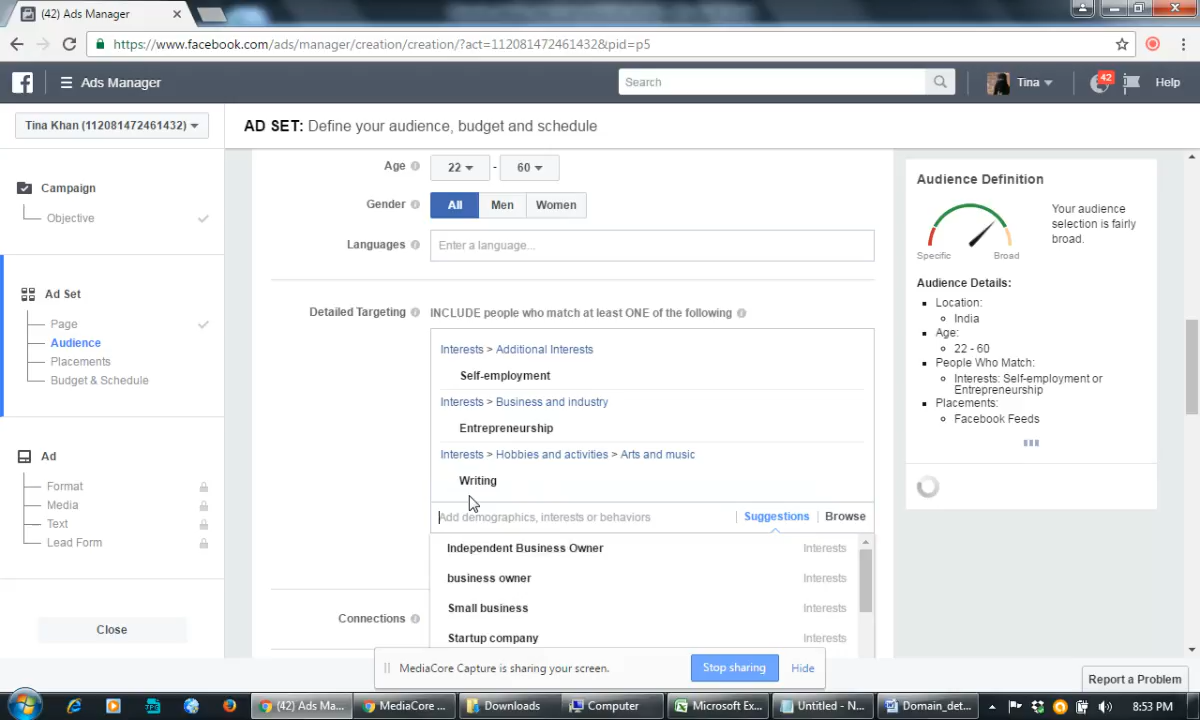 (42) Ads Manager
https://www.facebook.com/ads/manager/creation/creation/?act=112081472461432&pid=p5
Ads Manager
Search
Tina
42
Help
Tina Khan (112081472461432)
AD SET: Define your audience, budget and schedule
Campaign
Objective
Ad Set
Page
Audience
Placements
Budget & Schedule
Ad
Format
Media
Text
Lead Form
Close
Age
22 - 60
Gender
All Men Women
Languages
Enter a language...
Detailed Targeting
INCLUDE people who match at least ONE of the following
Interests > Additional Interests
Self-employment
Interests > Business and industry
Entrepreneurship
Interests > Hobbies and activities > Arts and music
Writing
Add demographics, interests or behaviors
Suggestions Browse
Independent Business Owner Interests
business owner Interests
Small business Interests
Startup company Interests
Connections
Audience Definition
Your audience
selection is fairly
broad.
Specific Broad
Audience Details:
Location:
India
Age:
22 - 60
People Who Match:
Interests: Self-employment or
Entrepreneurship
Placements:
Facebook Feeds
MediaCore Capture is sharing your screen.
Stop sharing
Hide
Report a Problem
(42) Ads Ma...
MediaCore ...
Downloads
Computer
Microsoft Ex...
Untitled - N...
Domain_det...
8:53 PM